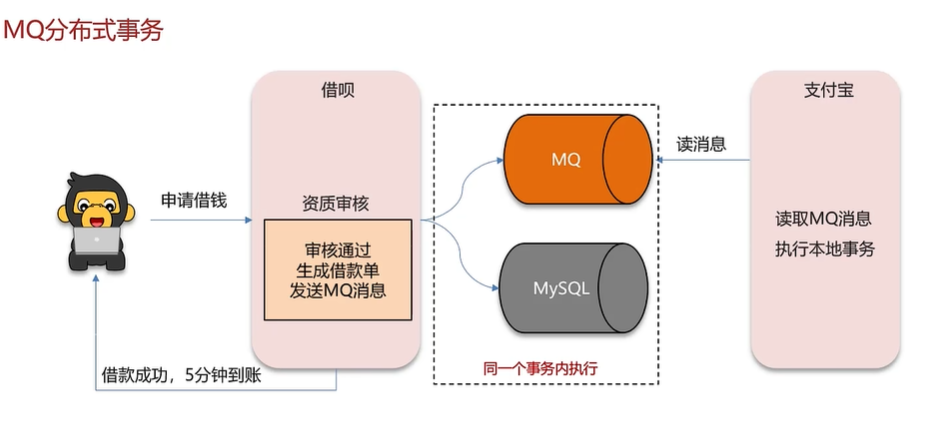 MQ分布式事务
借呗
支付宝
MQ
读消息
申请借钱
资质审核
读取MQ消息
执行本地事务
审核通过
生成借款单
发送MQ消息
MySQL
同一个事务内执行
借款成功，5分钟到账